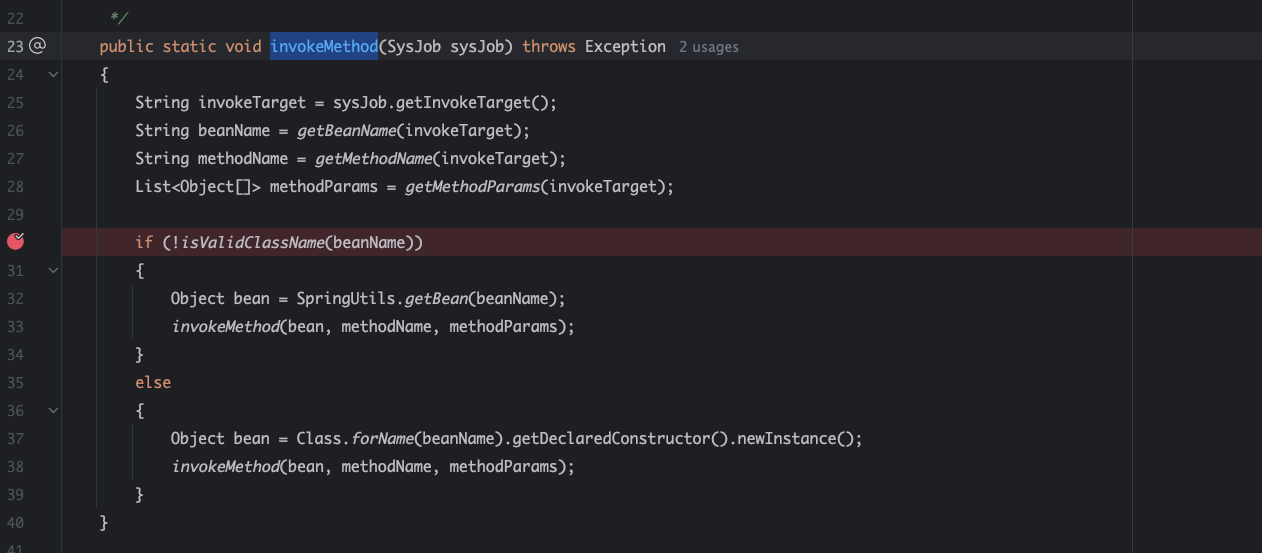 22 */
23 @ public static void invokeMethod(SysJob sysJob) throws Exception 2 usages
24 {
25 String invokeTarget = sysJob.getInvokeTarget();
26 String beanName = getBeanName(invokeTarget);
27 String methodName = getMethodName(invokeTarget);
28 List<Object[]> methodParams = getMethodParams(invokeTarget);
29
if (!isValidClassName(beanName))
31 {
32 Object bean = SpringUtils.getBean(beanName);
33 invokeMethod(bean, methodName, methodParams);
34 }
35 else
36 {
37 Object bean = Class.forName(beanName).getDeclaredConstructor().newInstance();
38 invokeMethod(bean, methodName, methodParams);
39 }
40 }
41